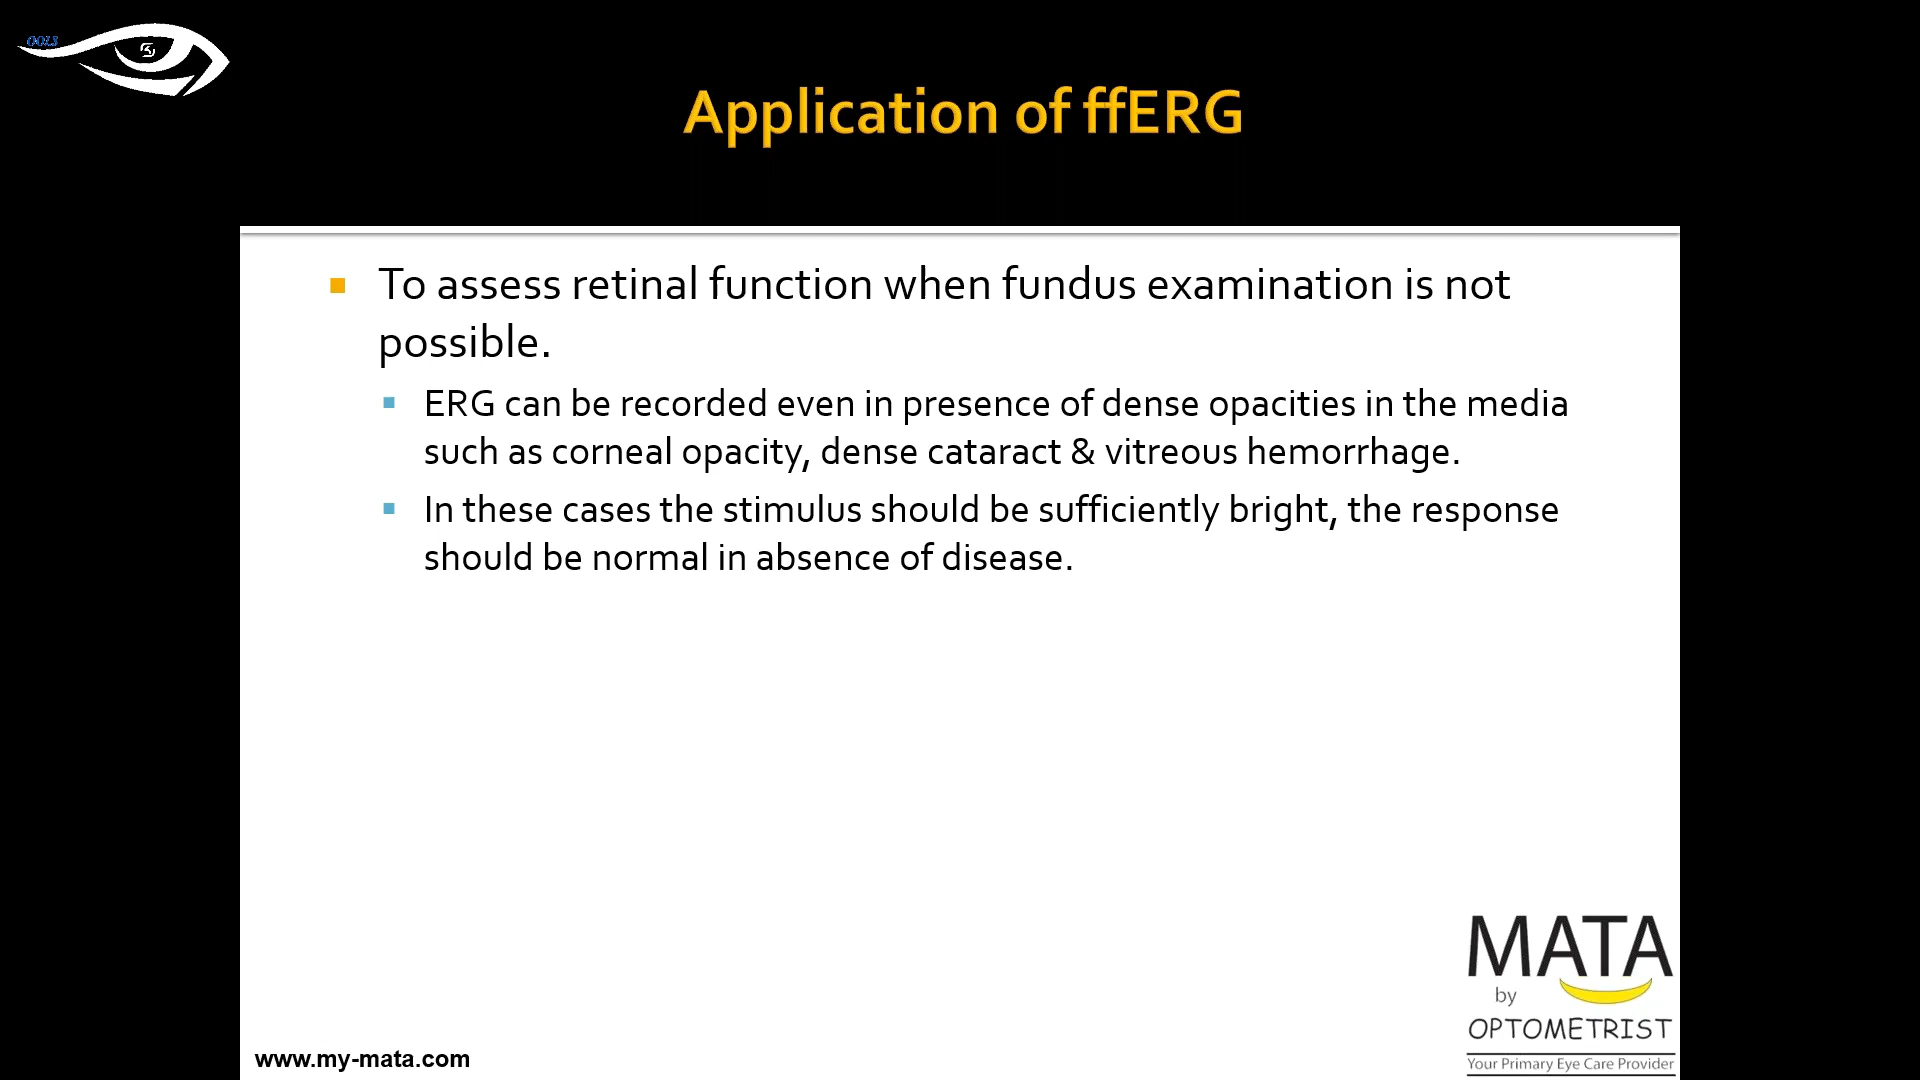 OOLS
Application of ffERG
To assess retinal function when fundus examination is not
possible.
ERG can be recorded even in presence of dense opacities in the media
such as corneal opacity, dense cataract & vitreous hemorrhage.
In these cases the stimulus should be sufficiently bright, the response
should be normal in absence of disease.
MATA
by
OPTOMETRIST
Your Primary Eye Care Provider
www.my-mata.com